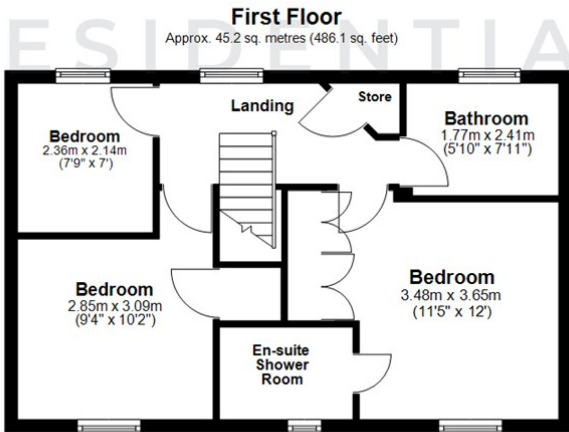 ESIDENTIA
First Floor
Approx. 45.2 sq. metres (486.1 sq. feet)
Landing
Store
Bedroom
2.36m x 2.14m
(7'9" x 7')
Bathroom
1.77m x 2.41m
(5'10" x 7'11")
Bedroom
2.85m x 3.09m
(9'4" x 10'2")
Bedroom
3.48m x 3.65m
(11'5" x 12')
En-suite
Shower
Room